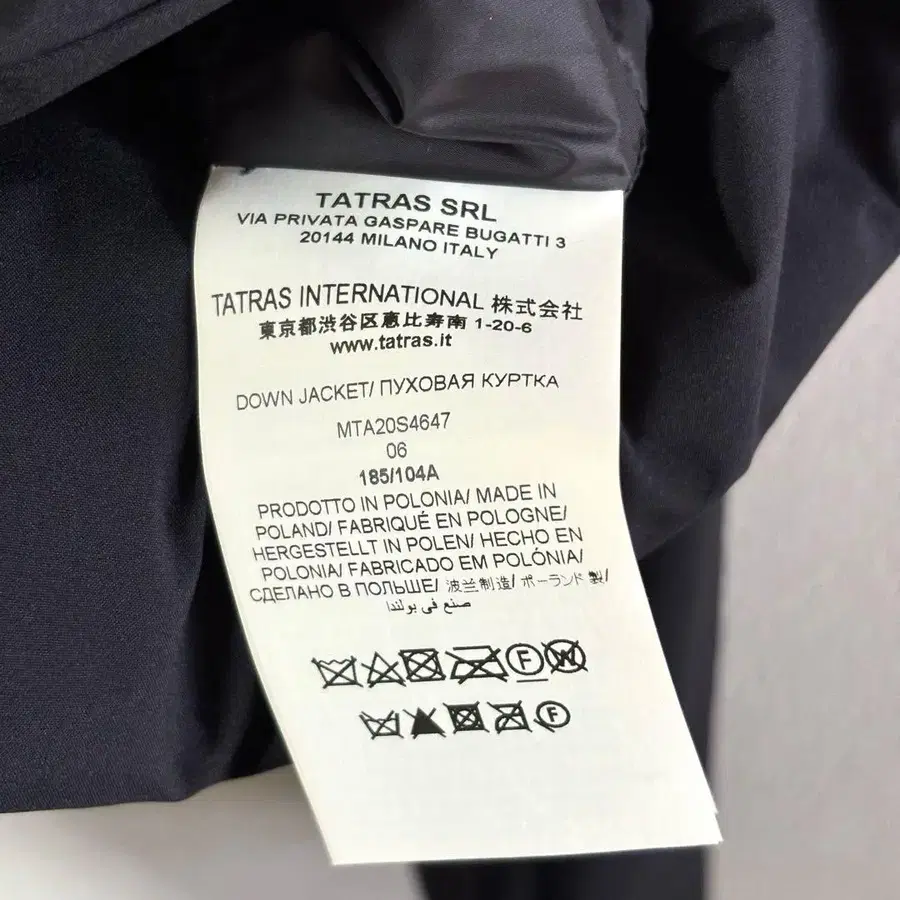 TATRAS SRL
VIA PRIVATA GASPARE BUGATTI 3
20144 MILANO ITALY
TATRAS INTERNATIONAL 株式会社
東京都渋谷区恵比寿南 1-20-6
www.tatras.it
DOWN JACKET/ ПУХОВАЯ КУРТКА
MTA20S4647
06
185/104A
PRODOTTO IN POLONIA/ MADE IN
POLAND/ FABRIQUÉ EN POLOGNE/
HERGESTELLT IN POLEN/ HECHO EN
POLONIA/ FABRICADO EM POLÓNIA/
СДЕЛАНО В ПОЛЬШЕ/ 波兰制造/ ポーランド 製/
صنع في بولندا
F W
F